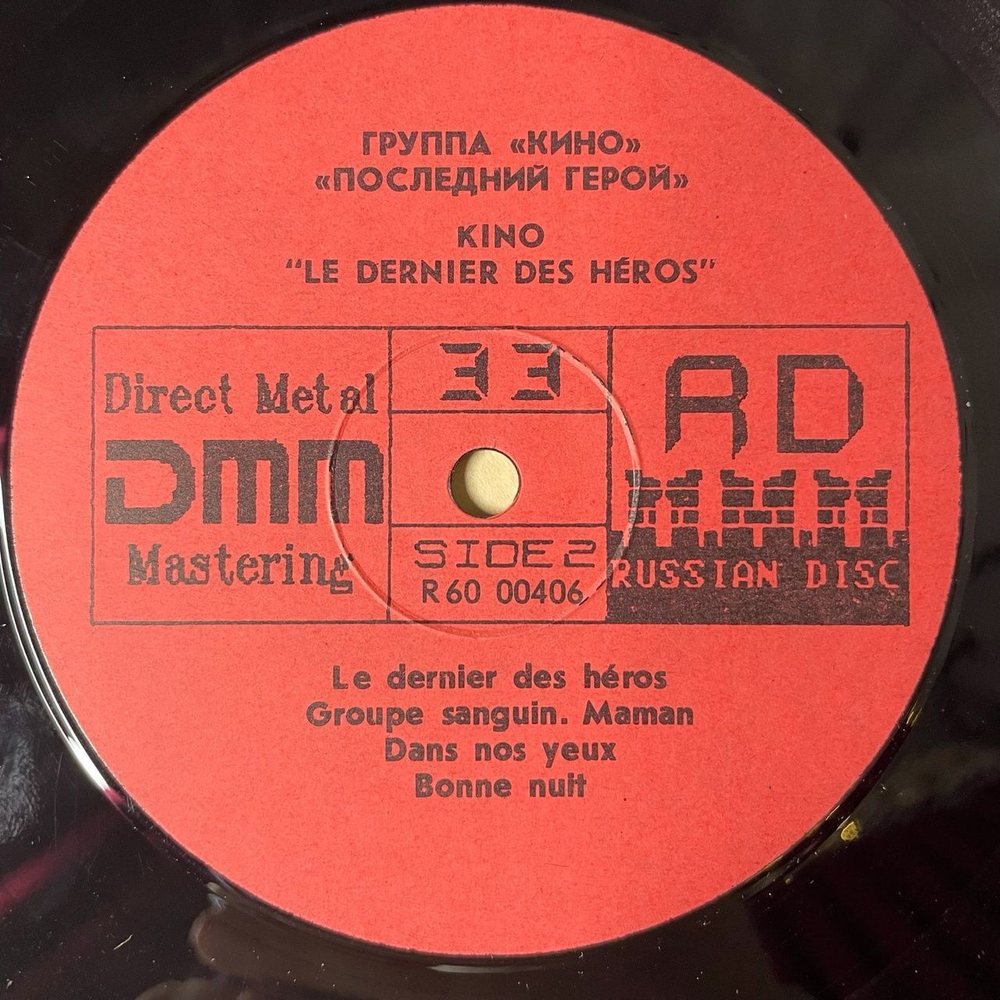 ГРУППА «КИНО»
«ПОСЛЕДНИЙ ГЕРОЙ»
KINO
“LE DERNIER DES HÉROS”
Direct Metal
DMM
Mastering
33
SIDE 2
R 60 00406
RD
RUSSIAN DISC
Le dernier des héros
Groupe sanguin. Maman
Dans nos yeux
Bonne nuit